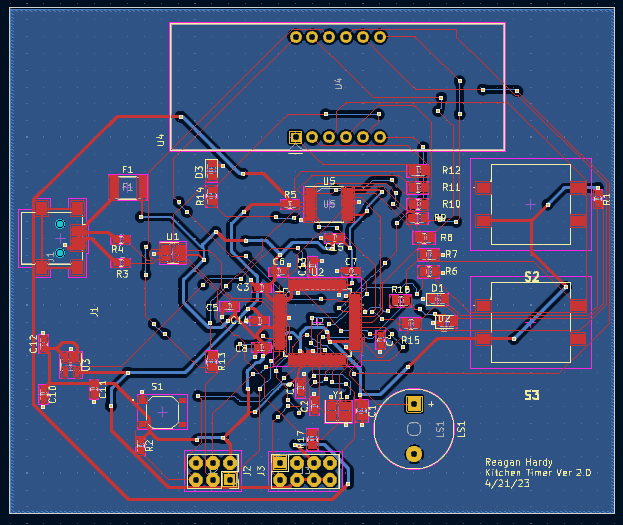 U4
U4
D3
F1
F1
R14
R5
U5
U5
R12
R11
R10
R9
R8
R7
R6
R1
J1
R4
R3
U1
C15
C6
U2
C7
C3
S2
C5
C14
R16
D1
D2
R15
J1
C12
U3
R13
C10
C11
S1
C2
Y1
C1
S3
R2
R17
LS1
LS1
+
J2
J3
Reagan Hardy
Kitchen Timer Ver 2.0
4/21/23